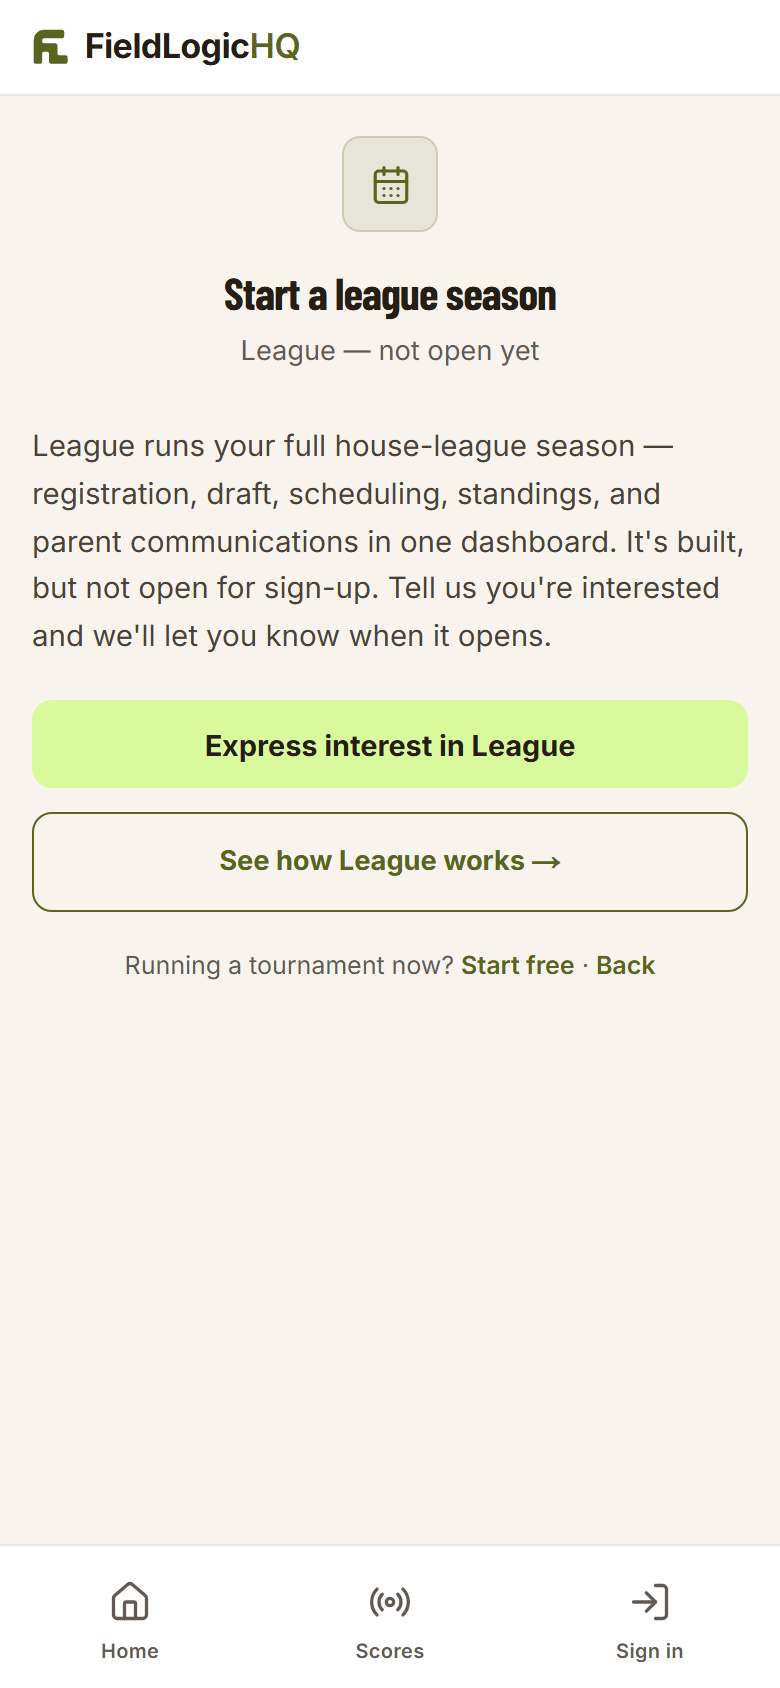 FieldLogicHQ
Start a league season
League — not open yet
League runs your full house-league season —
registration, draft, scheduling, standings, and
parent communications in one dashboard. It's built,
but not open for sign-up. Tell us you're interested
and we'll let you know when it opens.
Express interest in League
See how League works →
Running a tournament now? Start free · Back
Home
Scores
Sign in